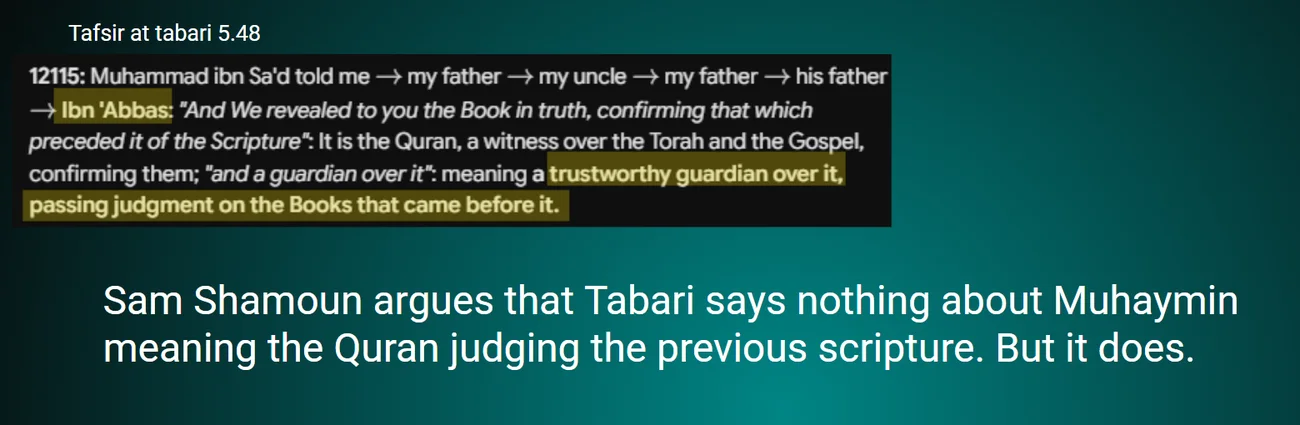 Tafsir at tabari 5.48
12115: Muhammad ibn Sa'd told me → my father → my uncle → my father → his father
→ Ibn 'Abbas: "And We revealed to you the Book in truth, confirming that which
preceded it of the Scripture": It is the Quran, a witness over the Torah and the Gospel,
confirming them; "and a guardian over it": meaning a trustworthy guardian over it,
passing judgment on the Books that came before it.
Sam Shamoun argues that Tabari says nothing about Muhaymin
meaning the Quran judging the previous scripture. But it does.